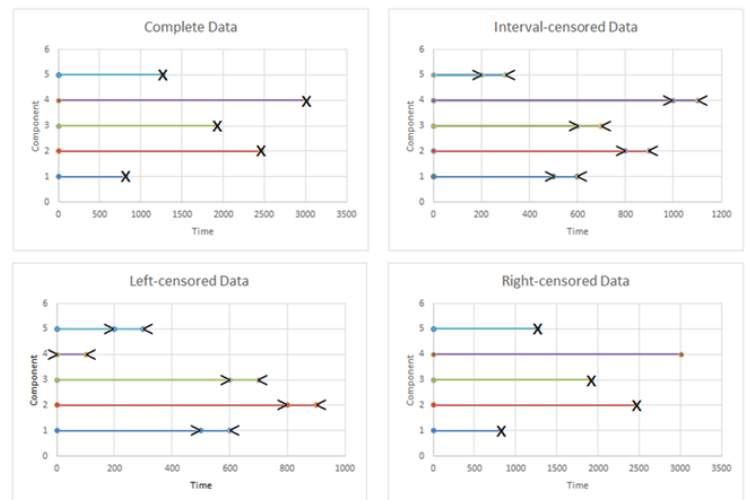 Complete Data
6
5
4
3
2
1
0
Component
0 500 1000 1500 2000 2500 3000 3500
Time
Interval-censored Data
6
5
4
3
2
1
0
Component
0 200 400 600 800 1000 1200
Time
Left-censored Data
6
5
4
3
2
1
0
Component
0 200 400 600 800 1000
Time
Right-censored Data
6
5
4
3
2
1
0
Component
0 500 1000 1500 2000 2500 3000 3500
Time